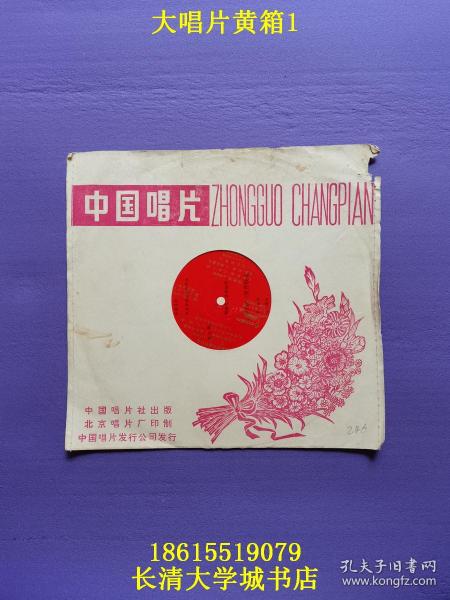 大唱片黄箱1
中国唱片 ZHONGGUO CHANGPIAN
中国唱片社出版
北京唱片厂印制
中国唱片发行公司发行
246
18615519079
长清大学城书店
孔夫子旧书网
www.kongfz.com